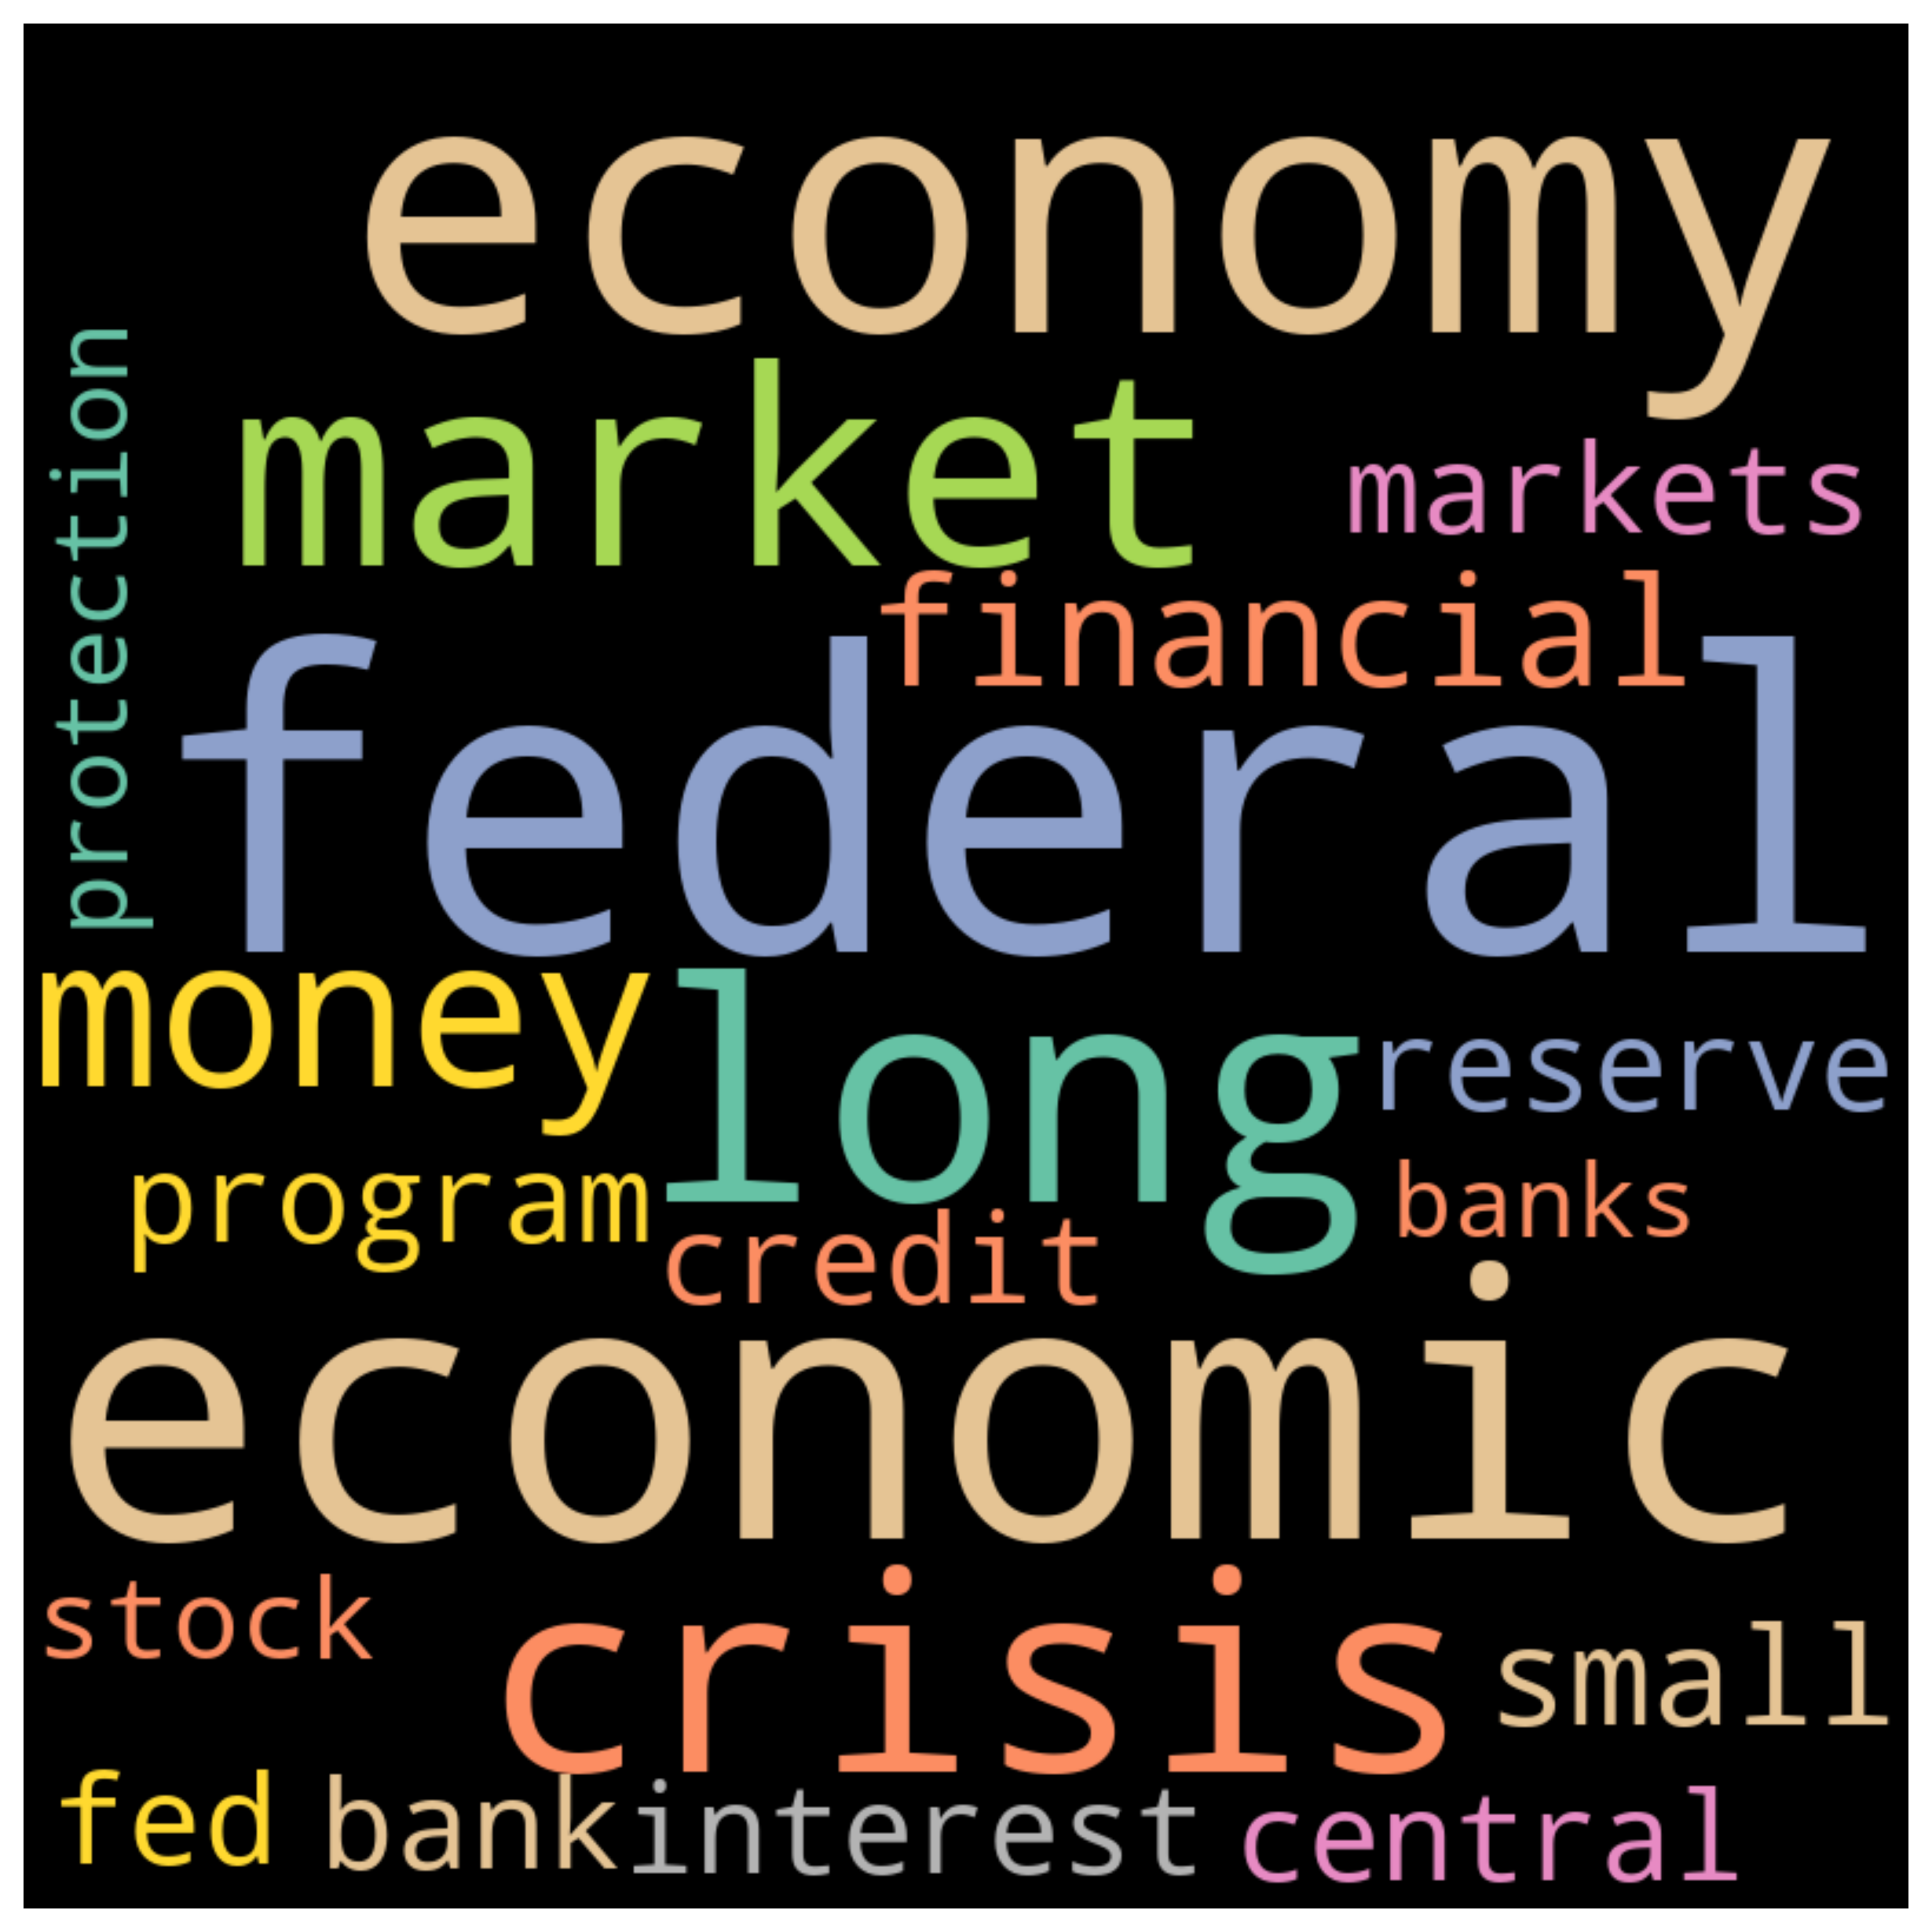 economy
protection
market
markets
financial
federal
money
long
reserve
program
credit
banks
economic
stock
crisis
small
fed
bank
interest
central